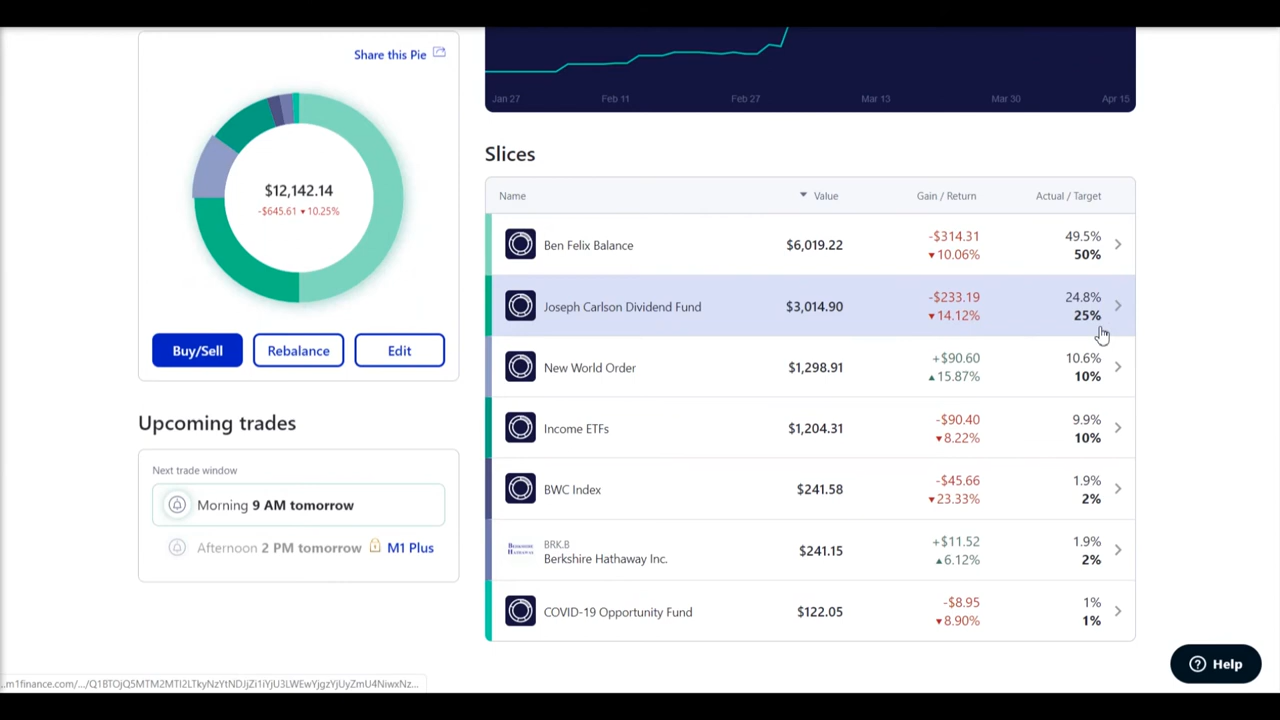 Share this Pie
$12,142.14
-$645.61 ▾ 10.25%
Buy/Sell
Rebalance
Edit
Upcoming trades
Next trade window
Morning 9 AM tomorrow
Afternoon 2 PM tomorrow M1 Plus
Jan 27 Feb 11 Feb 27 Mar 13 Mar 30 Apr 15
Slices
Name ▼ Value Gain / Return Actual / Target
Ben Felix Balance $6,019.22 -$314.31 49.5%
▼10.06% 50%
Joseph Carlson Dividend Fund $3,014.90 -$233.19 24.8%
▼14.12% 25%
New World Order $1,298.91 +$90.60 10.6%
▲15.87% 10%
Income ETFs $1,204.31 -$90.40 9.9%
▼8.22% 10%
BWC Index $241.58 -$45.66 1.9%
▼23.33% 2%
BERKSHIRE
HATHAWAY
BRK.B
Berkshire Hathaway Inc. $241.15 +$11.52 1.9%
▲6.12% 2%
COVID-19 Opportunity Fund $122.05 -$8.95 1%
▼8.90% 1%
Help